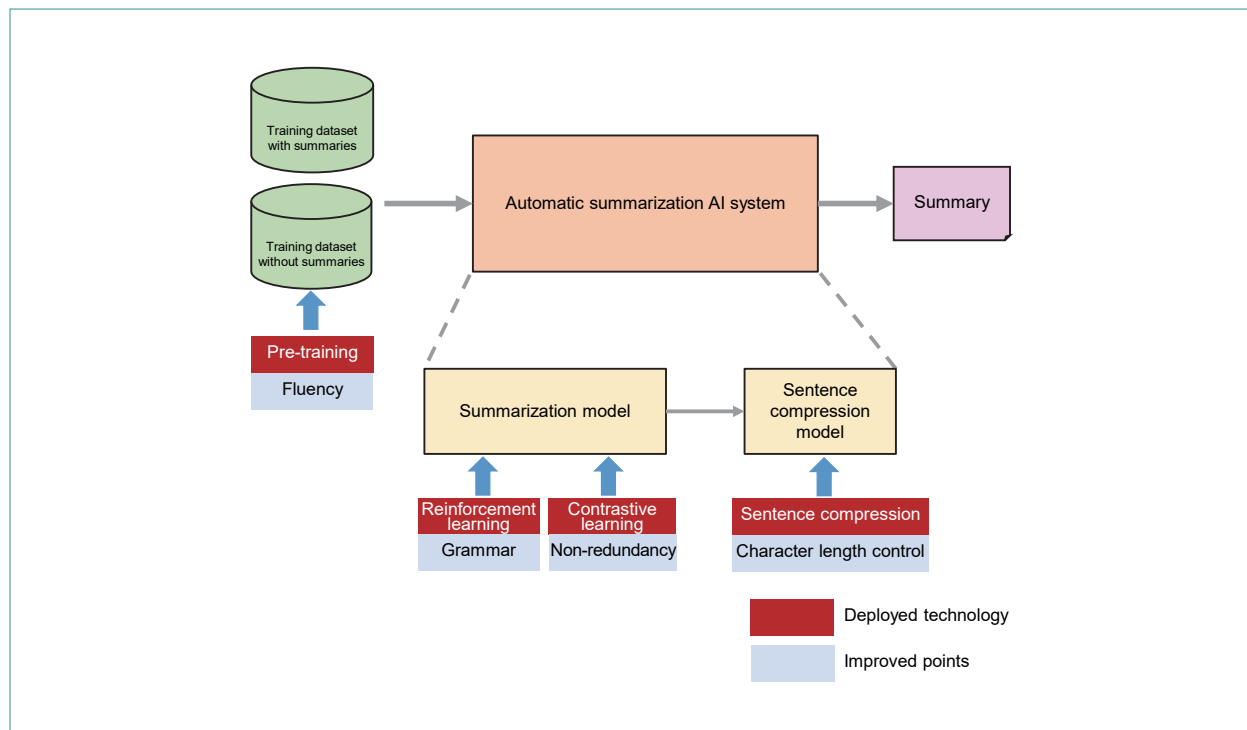 Training dataset
with summaries
Training dataset
without summaries
Pre-training
Fluency
Automatic summarization AI system
Summary
Summarization model
Sentence
compression
model
Reinforcement
learning
Grammar
Contrastive
learning
Non-redundancy
Sentence compression
Character length control
Deployed technology
Improved points